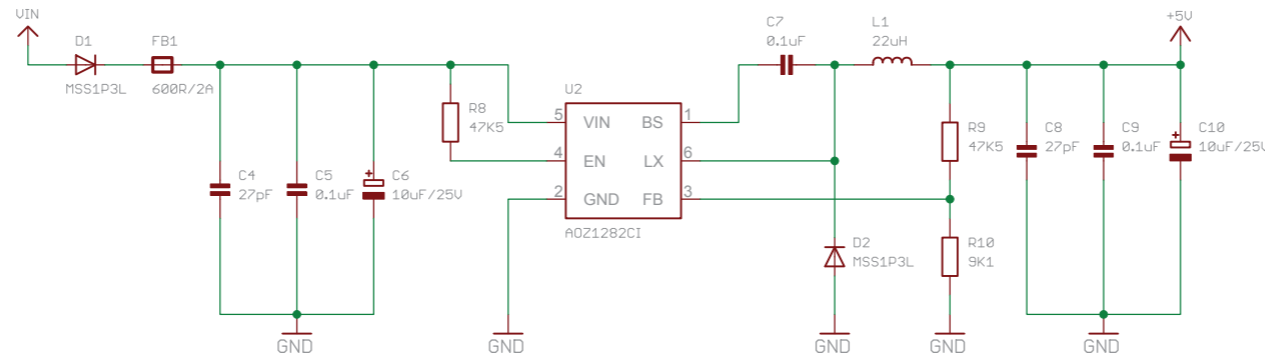 VIN
D1
MSS1P3L
FB1
600R/2A
C4
27pF
C5
0.1uF
C6
10uF/25V
R8
47K5
U2
5 VIN BS 1
4 EN LX 6
2 GND FB 3
AOZ1282CI
C7
0.1uF
L1
22uH
D2
MSS1P3L
R9
47K5
R10
9K1
C8
27pF
C9
0.1uF
C10
10uF/25V
+5V
GND
GND
GND
GND
GND